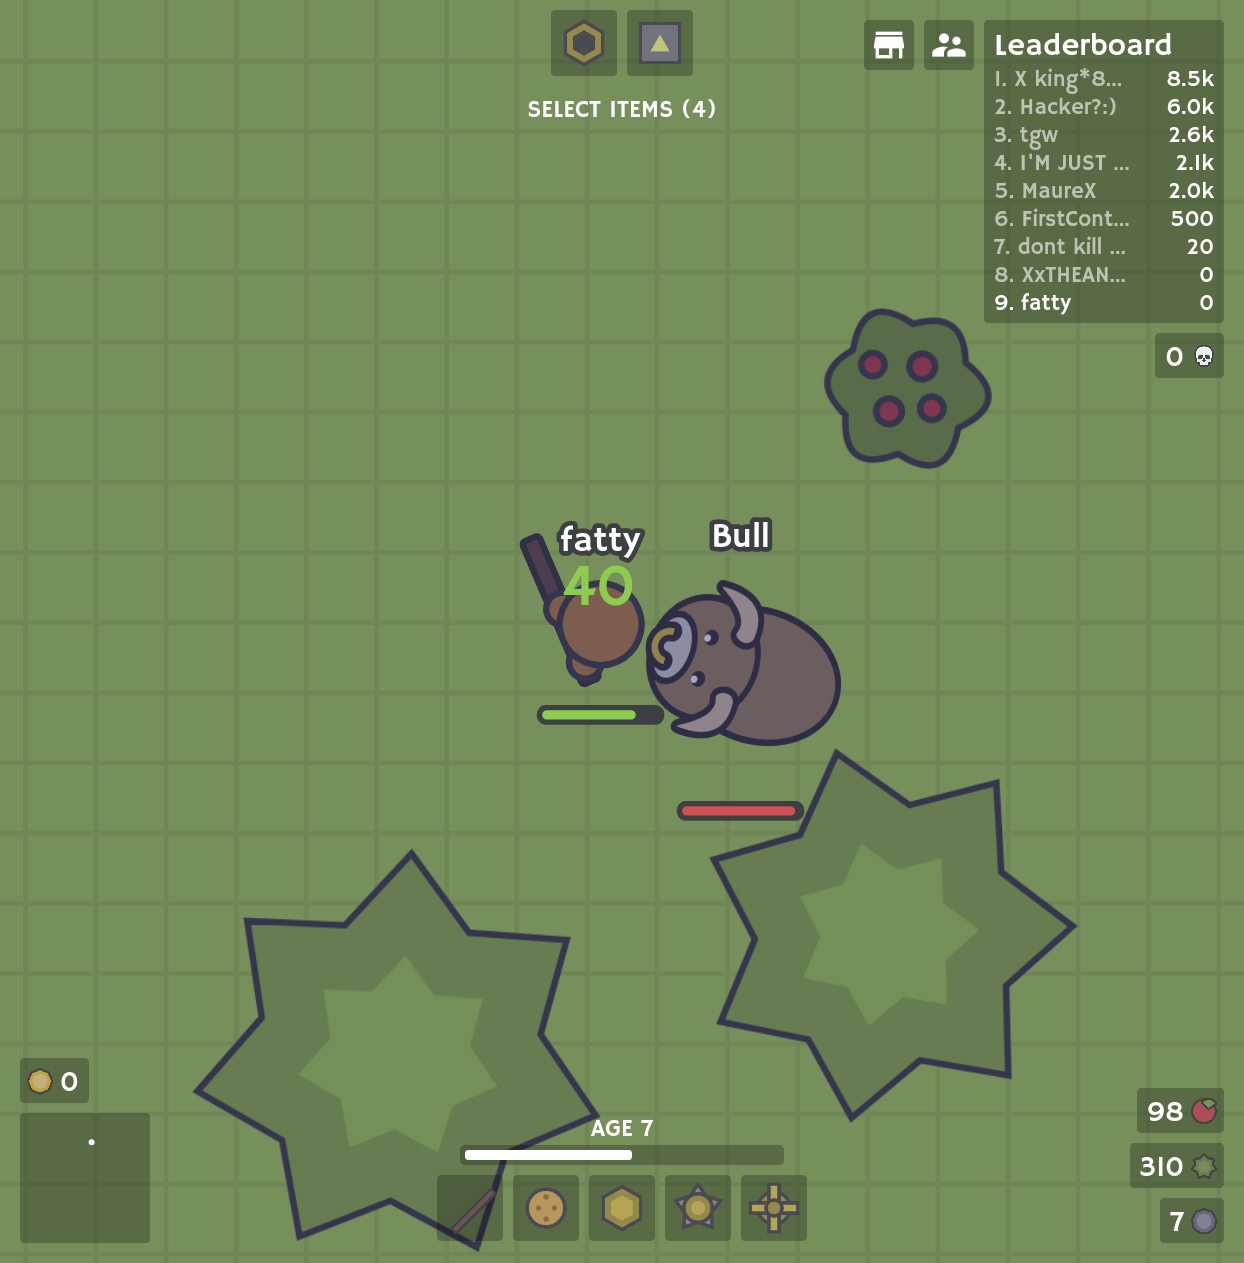 SELECT ITEMS (4)
Leaderboard
1. X king*8... 8.5k
2. Hacker?:) 6.0k
3. tgw 2.6k
4. I'M JUST ... 2.1k
5. MaureX 2.0k
6. FirstCont... 500
7. dont kill ... 20
8. XxTHEAN... 0
9. fatty 0
0
fatty
Bull
40
0
98
310
7
AGE 7